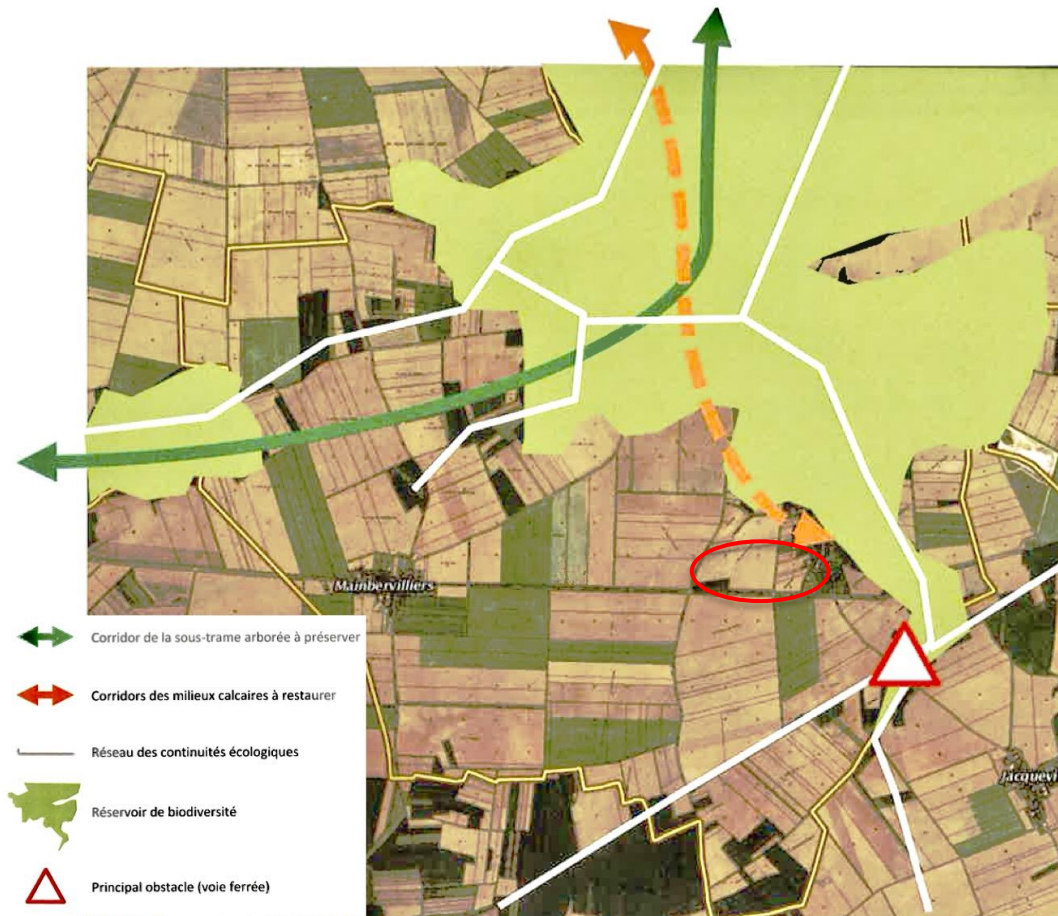 Mainbervilliers
Jacquevi
Corridor de la sous-trame arborée à préserver
Corridors des milieux calcaires à restaurer
Réseau des continuités écologiques
Réservoir de biodiversité
Principal obstacle (voie ferrée)